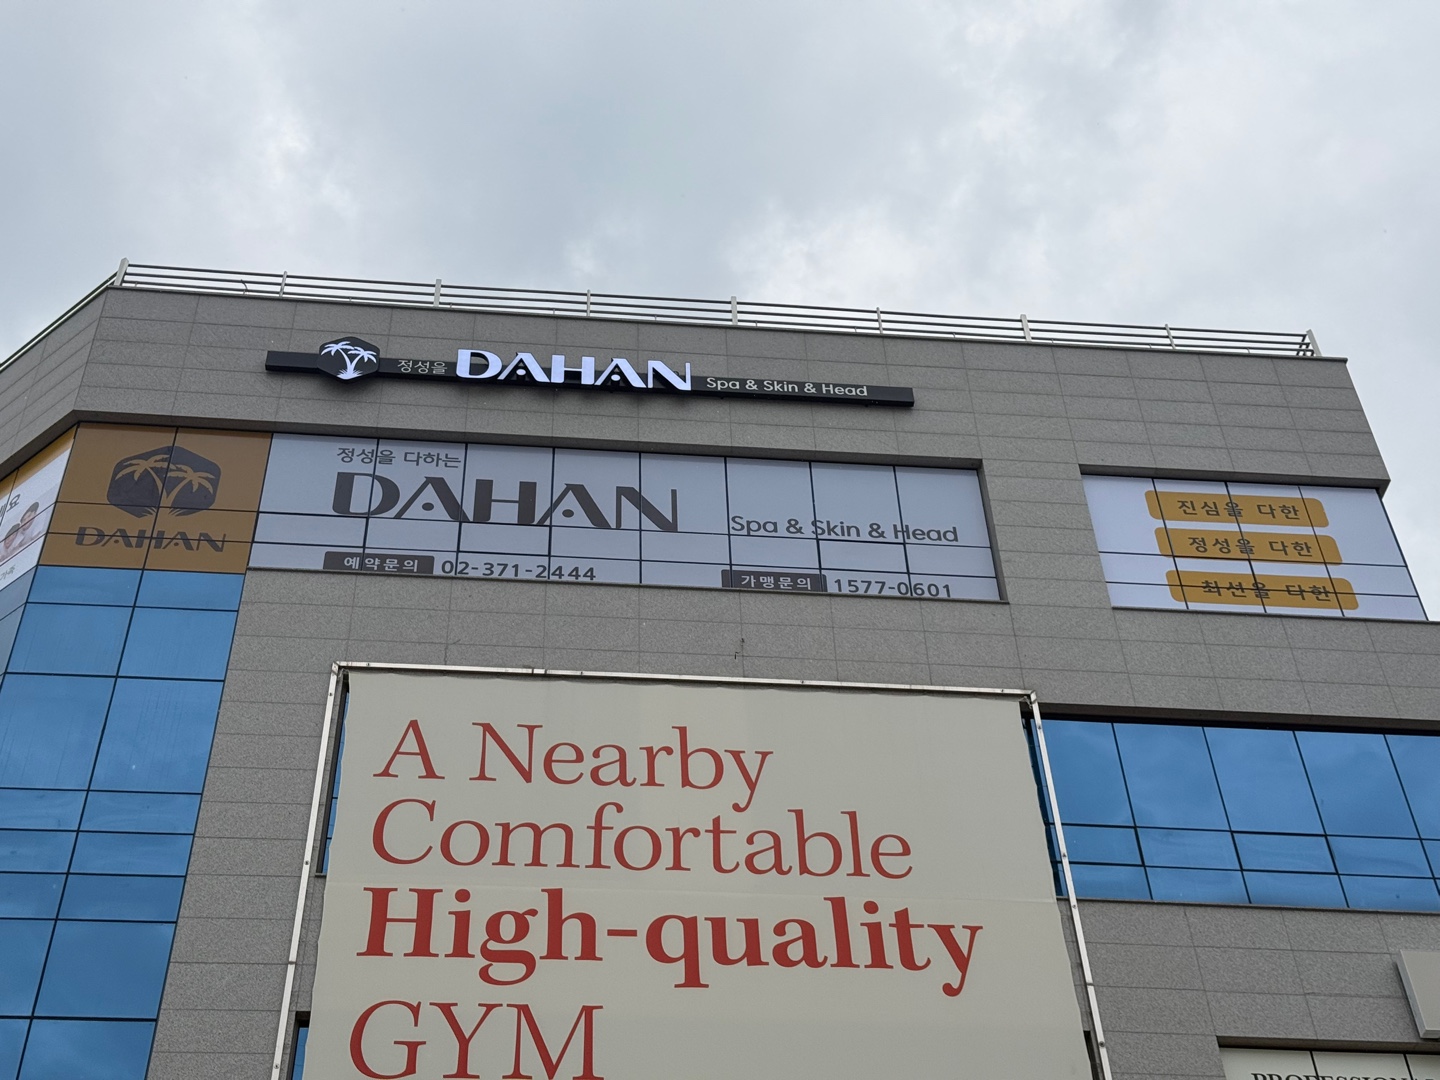 정성을 DAHAN Spa & Skin & Head
정성을 다하는
DAHAN Spa & Skin & Head
예약문의 02-371-2444 가맹문의 1577-0601
DAHAN
진심을 다한
정성을 다한
최선을 다한
A Nearby
Comfortable
High-quality
GYM